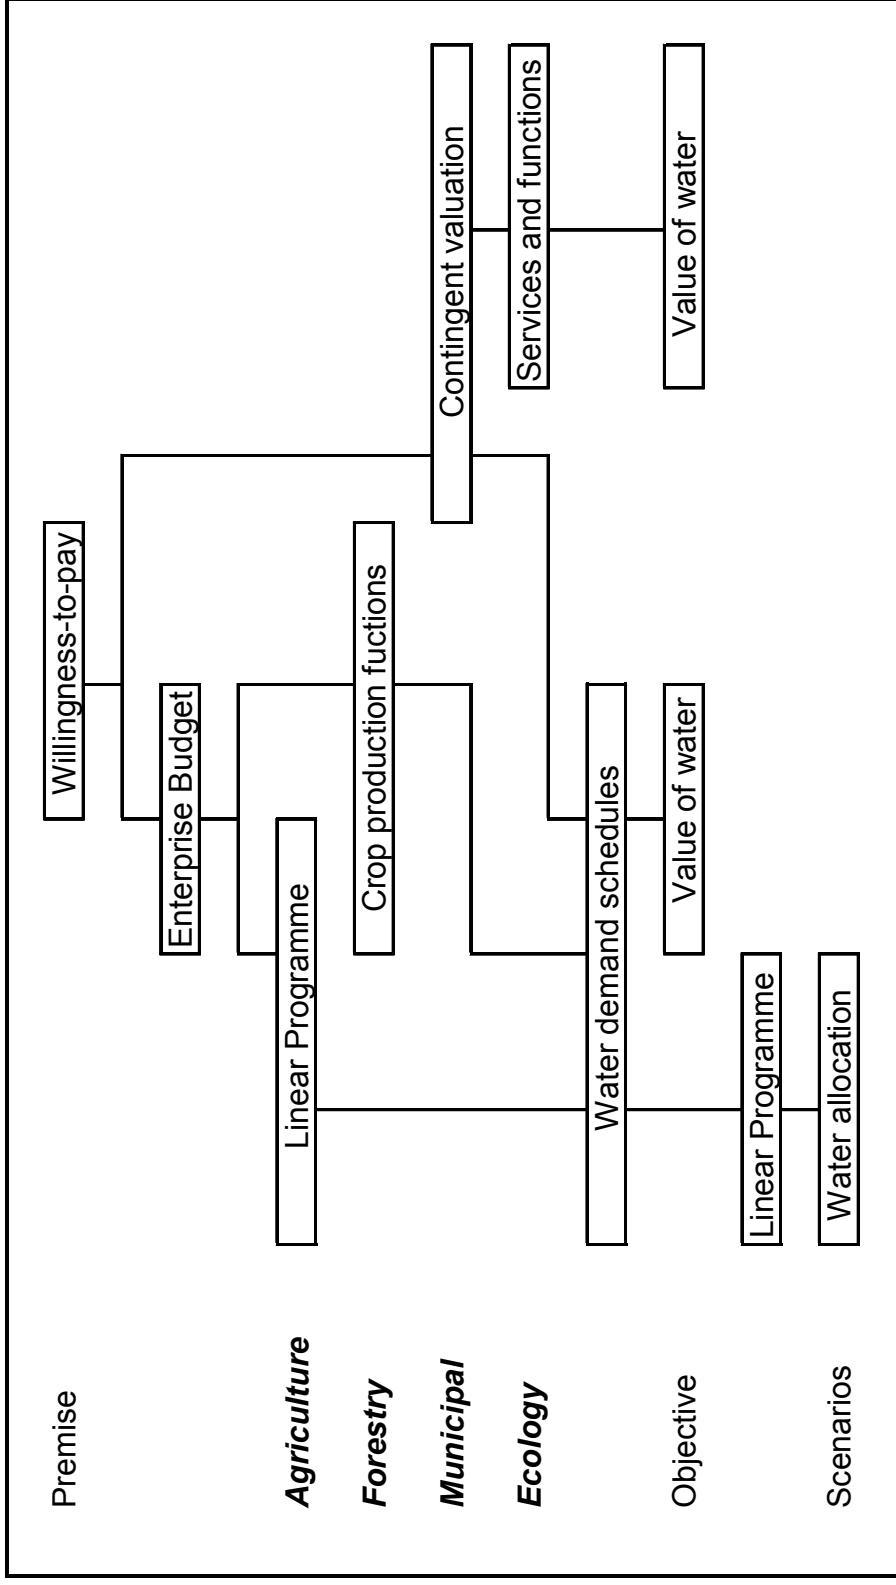 Premise
Willingness-to-pay
Enterprise Budget
Agriculture
Linear Programme
Forestry
Crop production fuctions
Municipal
Contingent valuation
Ecology
Services and functions
Water demand schedules
Objective
Value of water
Value of water
Linear Programme
Scenarios
Water allocation